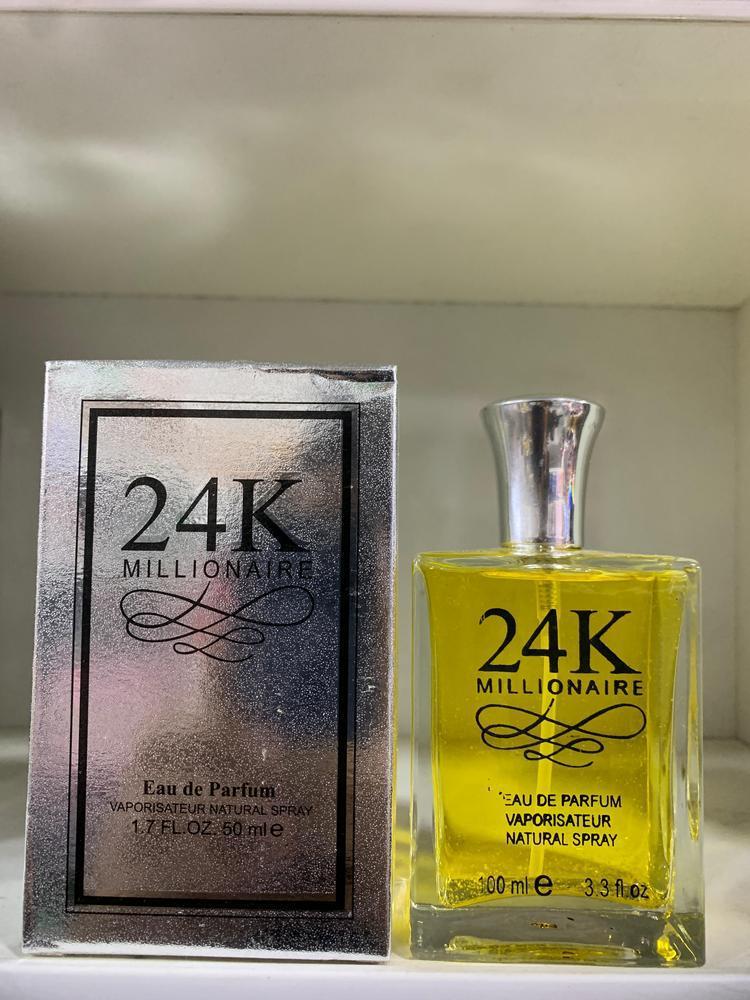 24K
MILLIONAIRE
Eau de Parfum
VAPORISATEUR NATURAL SPRAY
1.7 FL.OZ. 50 ml e
24K
MILLIONAIRE
EAU DE PARFUM
VAPORISATEUR
NATURAL SPRAY
100 ml e 3.3 fl.oz